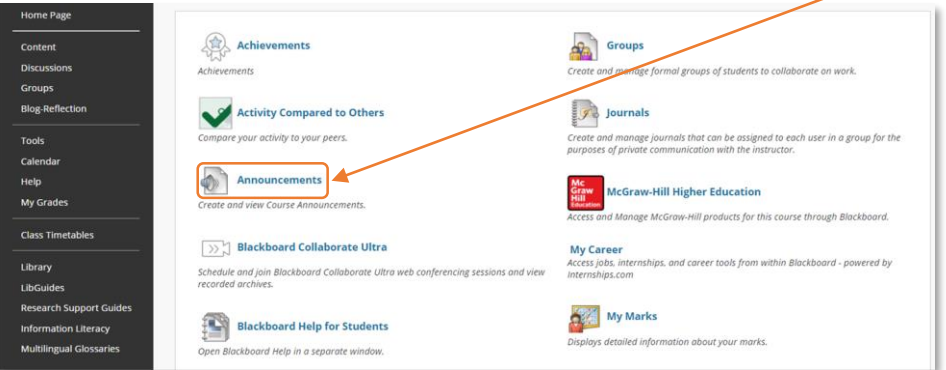 Home Page
Content
Discussions
Groups
Blog-Reflection
Tools
Calendar
Help
My Grades
Class Timetables
Library
LibGuides
Research Support Guides
Information Literacy
Multilingual Glossaries
Achievements
Achievements
Activity Compared to Others
Compare your activity to your peers.
Announcements
Create and view Course Announcements.
Blackboard Collaborate Ultra
Schedule and join Blackboard Collaborate Ultra web conferencing sessions and view
recorded archives.
Blackboard Help for Students
Open Blackboard Help in a separate window.
Groups
Create and manage formal groups of students to collaborate on work.
Journals
Create and manage journals that can be assigned to each user in a group for the
purposes of private communication with the instructor.
Mc
Graw
Hill
Education
McGraw-Hill Higher Education
Access and Manage McGraw-Hill products for this course through Blackboard.
My Career
Access jobs, internships, and career tools from within Blackboard - powered by
Internships.com
My Marks
Displays detailed information about your marks.